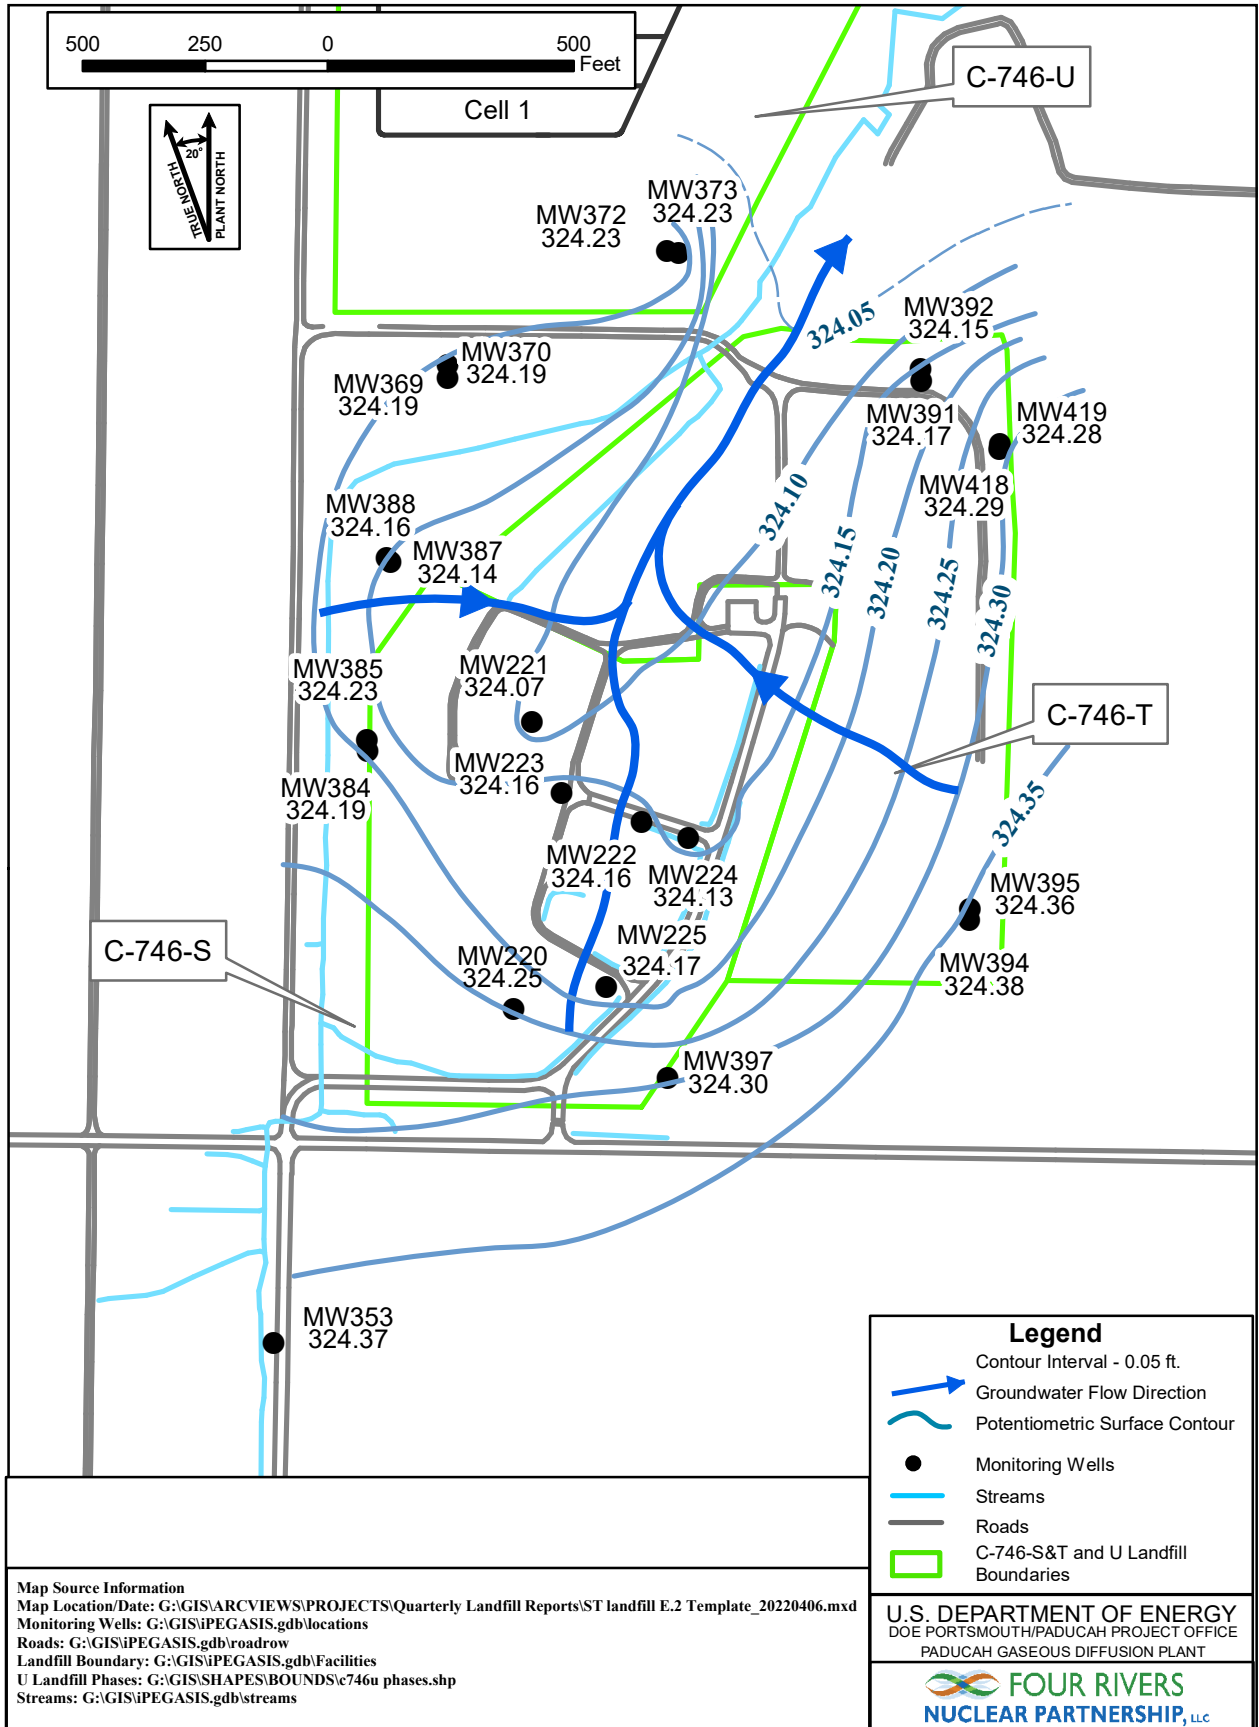 500 250 0 500
Feet
Cell 1
C-746-U
20°
TRUE NORTH
PLANT NORTH
MW373
324.23
MW372
324.23
324.05
MW392
324.15
MW370
324.19
MW369
324.19
MW391
324.17
MW419
324.28
MW418
324.29
MW388
324.16
MW387
324.14
324.10
324.15
324.20
324.25
324.30
MW385
324.23
MW221
324.07
C-746-T
MW223
324.16
MW384
324.19
324.35
MW222
324.16
MW224
324.13
MW395
324.36
C-746-S
MW220
324.25
MW225
324.17
MW394
324.38
MW397
324.30
MW353
324.37
Legend
Contour Interval - 0.05 ft.
Groundwater Flow Direction
Potentiometric Surface Contour
Monitoring Wells
Streams
Roads
C-746-S&T and U Landfill
Boundaries
Map Source Information
Map Location/Date: G:\GIS\ARCVIEWS\PROJECTS\Quarterly Landfill Reports\ST landfill E.2 Template_20220406.mxd
Monitoring Wells: G:\GIS\iPEGASIS.gdb\locations
Roads: G:\GIS\iPEGASIS.gdb\roadrow
Landfill Boundary: G:\GIS\iPEGASIS.gdb\Facilities
U Landfill Phases: G:\GIS\SHAPES\BOUNDS\c746u phases.shp
Streams: G:\GIS\iPEGASIS.gdb\streams
U.S. DEPARTMENT OF ENERGY
DOE PORTSMOUTH/PADUCAH PROJECT OFFICE
PADUCAH GASEOUS DIFFUSION PLANT
FOUR RIVERS
NUCLEAR PARTNERSHIP, LLC